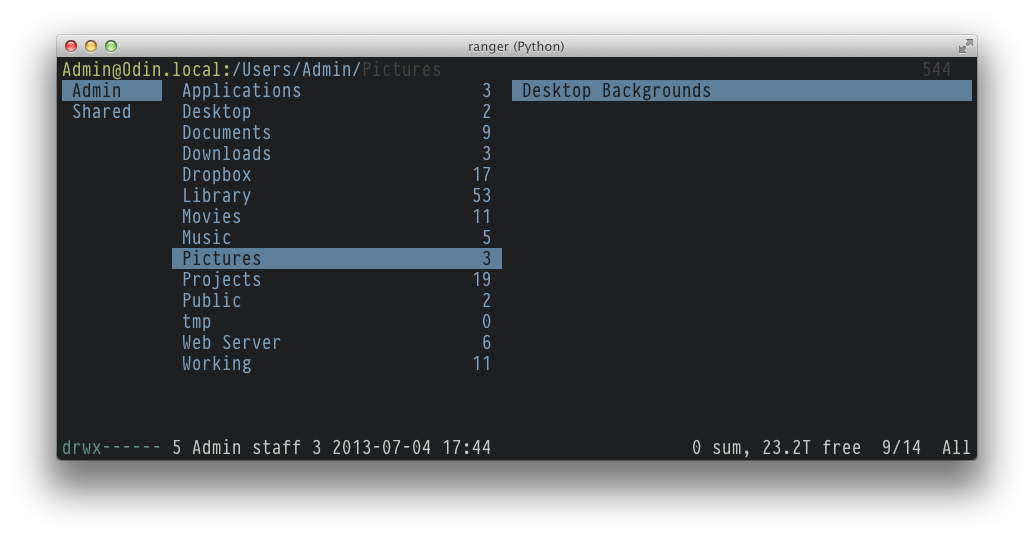 ranger (Python)
Admin@Odin.local:/Users/Admin/Pictures 544
Admin Applications 3 Desktop Backgrounds
Shared Desktop 2
Documents 9
Downloads 3
Dropbox 17
Library 53
Movies 11
Music 5
Pictures 3
Projects 19
Public 2
tmp 0
Web Server 6
Working 11
drwx------ 5 Admin staff 3 2013-07-04 17:44 0 sum, 23.2T free 9/14 All